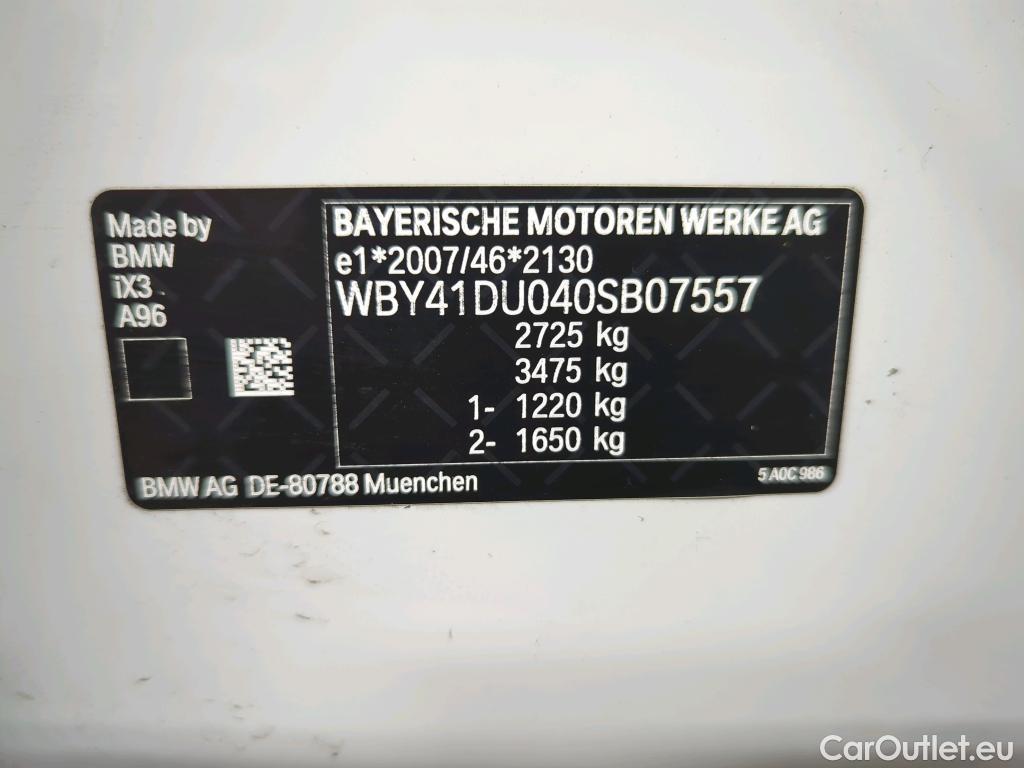 Made by
BMW
iX3
A96
BAYERISCHE MOTOREN WERKE AG
e1*2007/46*2130
WBY41DU040SB07557
2725 kg
3475 kg
1- 1220 kg
2- 1650 kg
BMW AG DE-80788 Muenchen
5 A0C 986
CarOutlet.eu